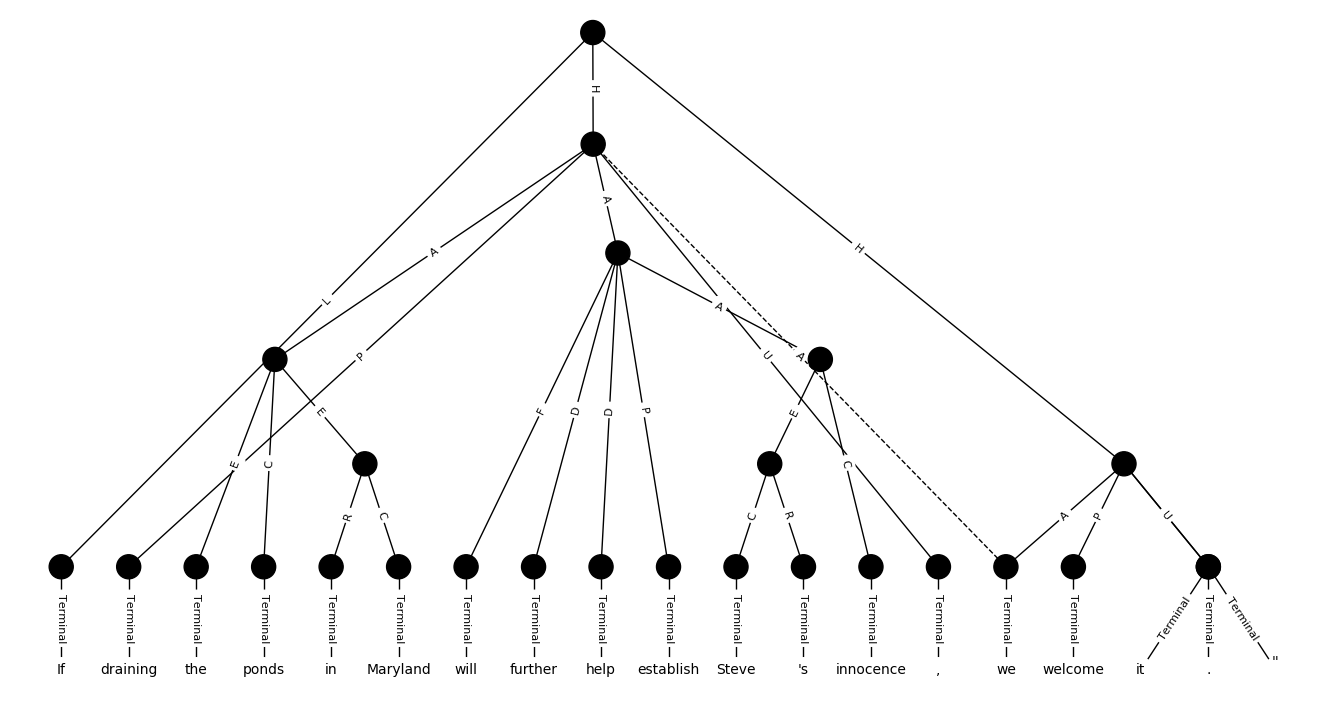 H
A
A
H
L
A
P
U
A
F
D
D
P
E
E
E
C
C
R
C
C
R
A
P
U
Terminal Terminal Terminal Terminal Terminal Terminal Terminal Terminal Terminal Terminal Terminal Terminal Terminal Terminal Terminal Terminal Terminal Terminal Terminal
If draining the ponds in Maryland will further help establish Steve 's innocence , we welcome it . "